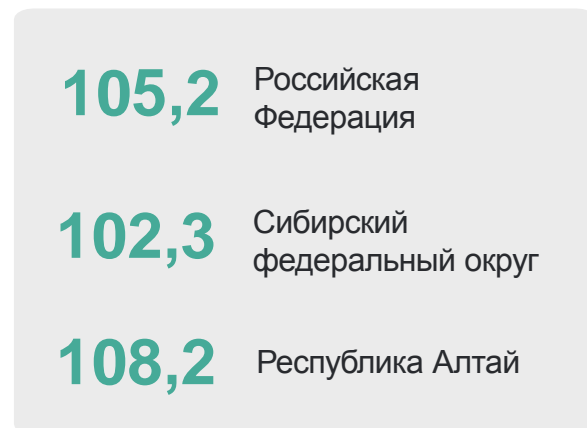 105,2 Российская
Федерация
102,3 Сибирский
федеральный округ
108,2 Республика Алтай